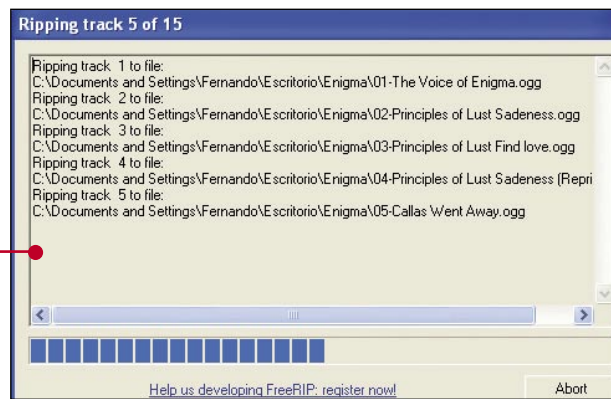 Ripping track 5 of 15
Ripping track 1 to file:
C:\Documents and Settings\Fernando\Escritorio\Enigma\01-The Voice of Enigma.ogg
Ripping track 2 to file:
C:\Documents and Settings\Fernando\Escritorio\Enigma\02-Principles of Lust Sadeness.ogg
Ripping track 3 to file:
C:\Documents and Settings\Fernando\Escritorio\Enigma\03-Principles of Lust Find love.ogg
Ripping track 4 to file:
C:\Documents and Settings\Fernando\Escritorio\Enigma\04-Principles of Lust Sadeness (Repri
Ripping track 5 to file:
C:\Documents and Settings\Fernando\Escritorio\Enigma\05-Callas Went Away.ogg
Help us developing FreeRIP: register now!
Abort